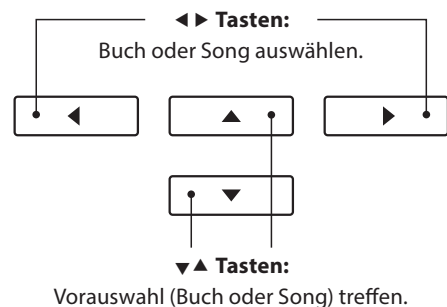 ◀ ▶ Tasten:
Buch oder Song auswählen.
◀ ▲ ▶
▼
▼▲ Tasten:
Vorauswahl (Buch oder Song) treffen.